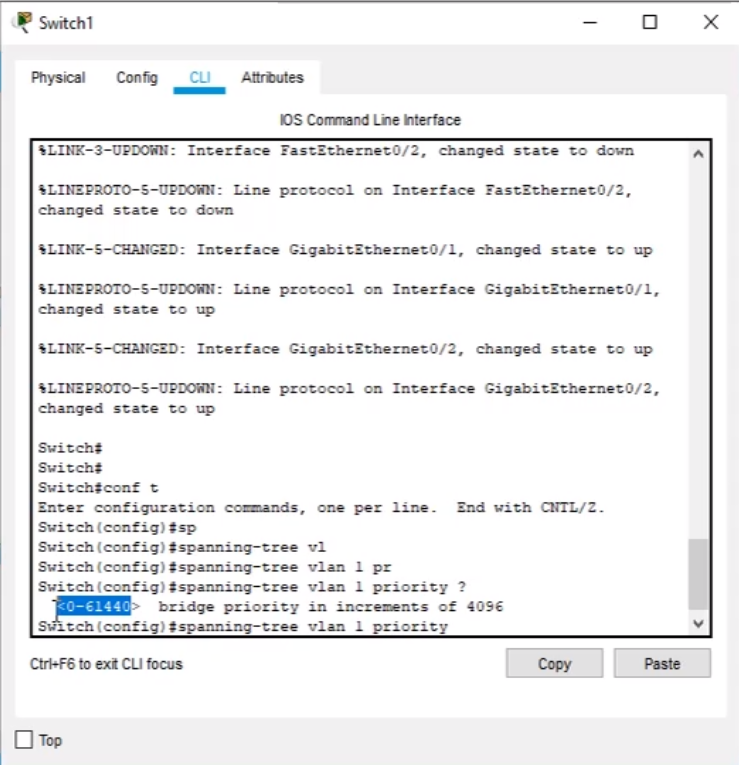 Switch1
Physical Config CLI Attributes
IOS Command Line Interface
%LINK-3-UPDOWN: Interface FastEthernet0/2, changed state to down
%LINEPROTO-5-UPDOWN: Line protocol on Interface FastEthernet0/2,
changed state to down
%LINK-5-CHANGED: Interface GigabitEthernet0/1, changed state to up
%LINEPROTO-5-UPDOWN: Line protocol on Interface GigabitEthernet0/1,
changed state to up
%LINK-5-CHANGED: Interface GigabitEthernet0/2, changed state to up
%LINEPROTO-5-UPDOWN: Line protocol on Interface GigabitEthernet0/2,
changed state to up
Switch#
Switch#
Switch#conf t
Enter configuration commands, one per line.  End with CNTL/Z.
Switch(config)#sp
Switch(config)#spanning-tree vl
Switch(config)#spanning-tree vlan 1 pr
Switch(config)#spanning-tree vlan 1 priority ?
<0-61440>  bridge priority in increments of 4096
Switch(config)#spanning-tree vlan 1 priority
Ctrl+F6 to exit CLI focus
Copy Paste
Top